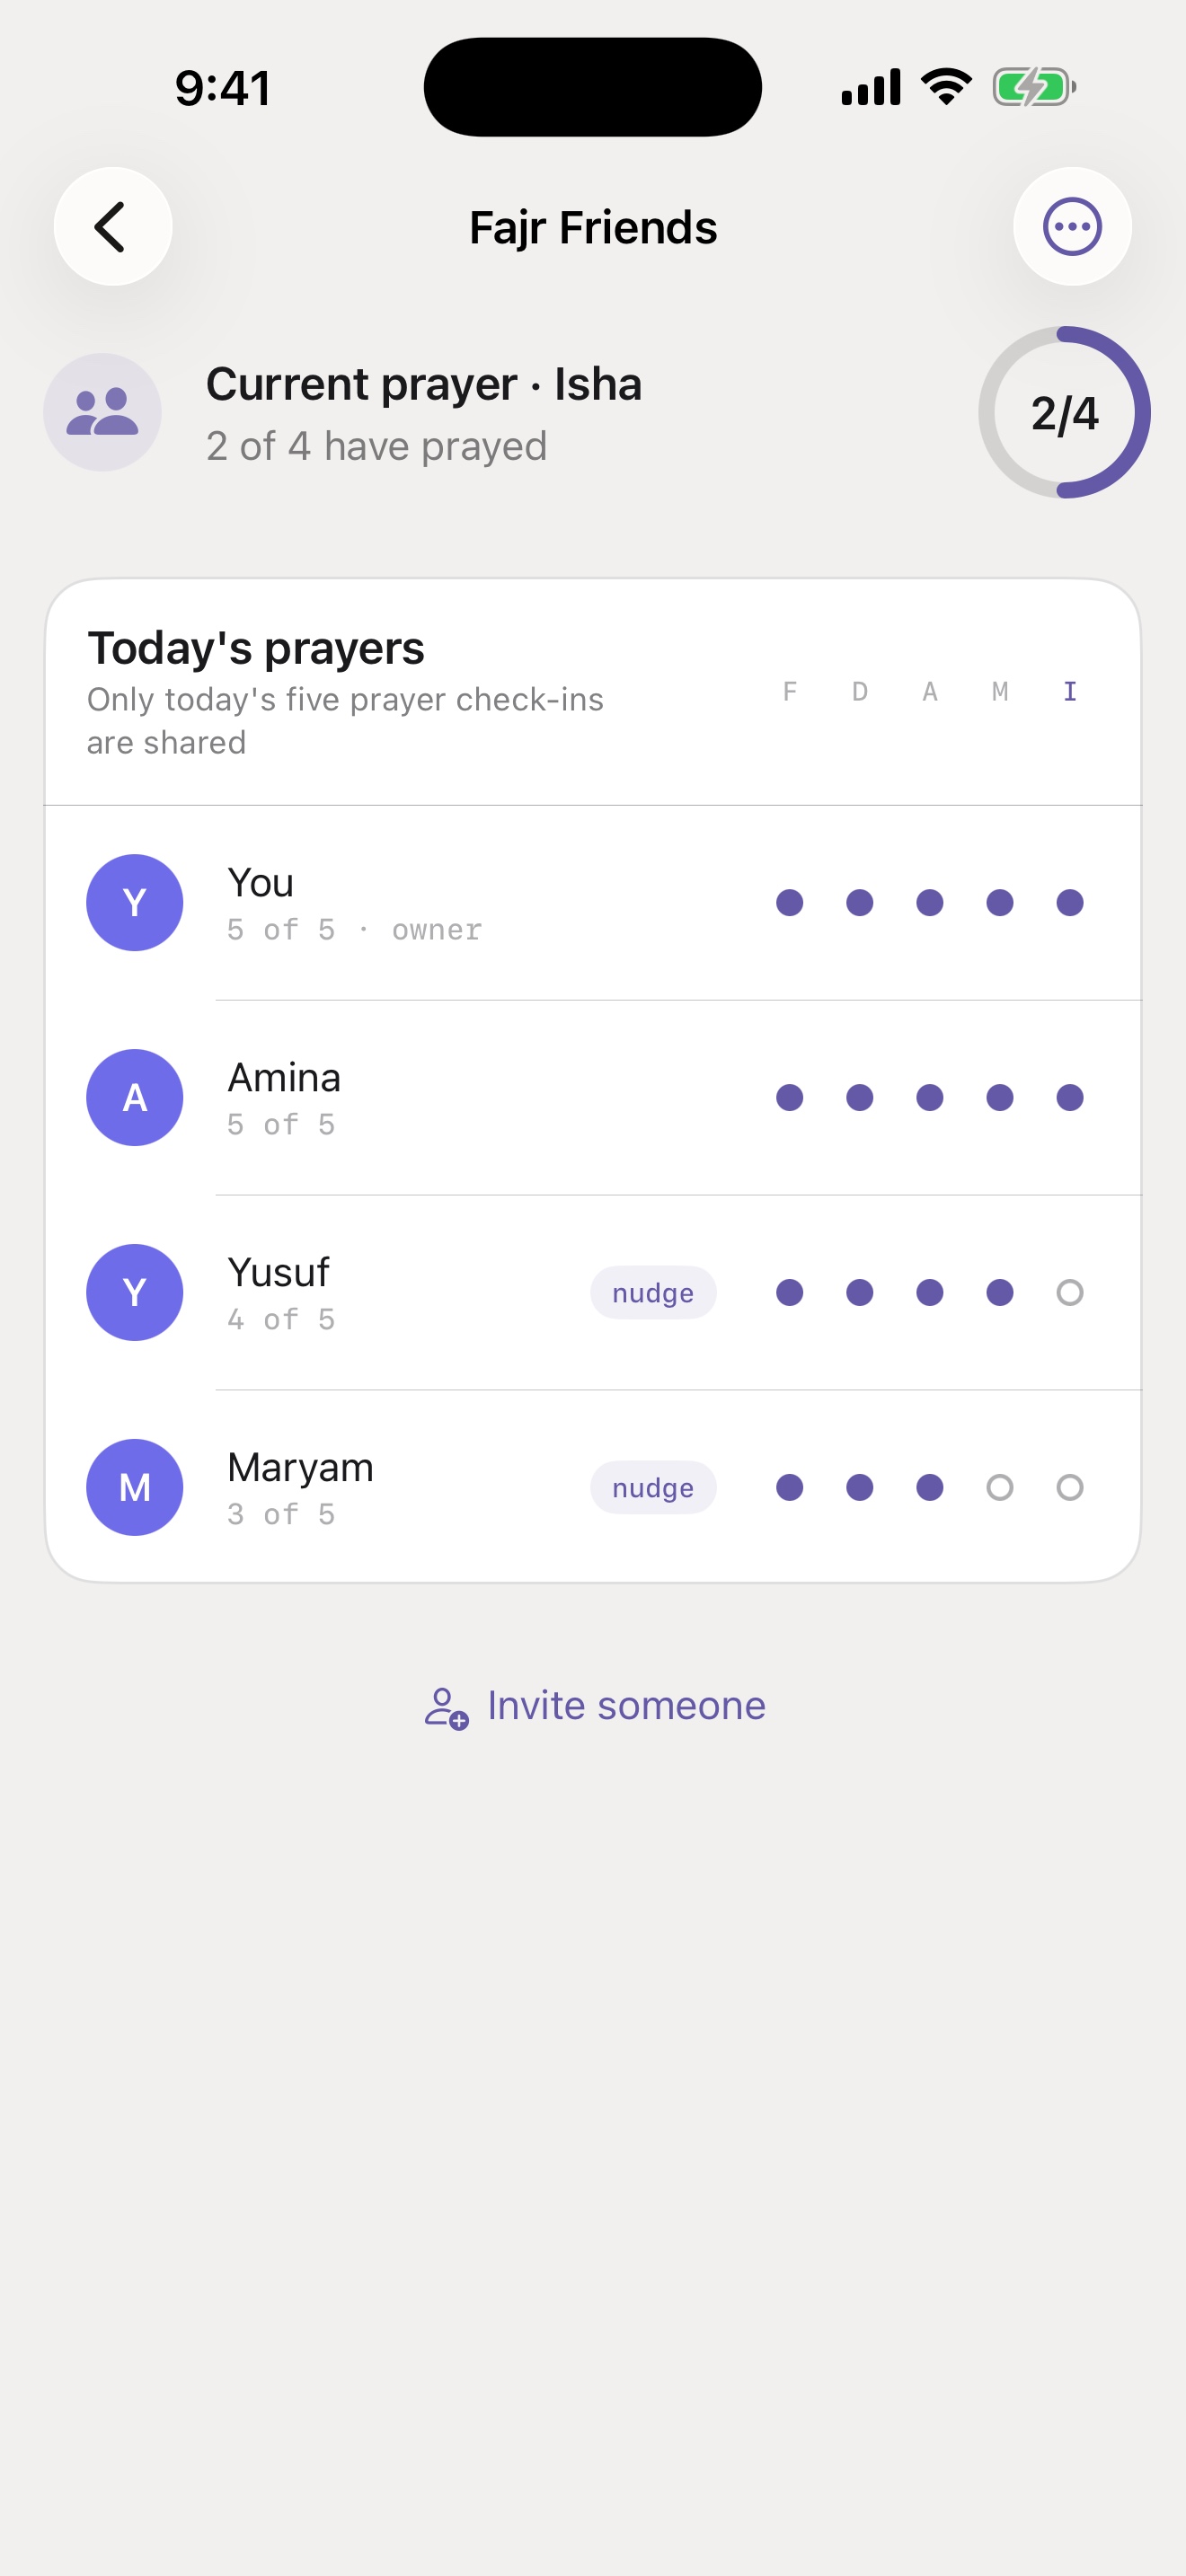 9:41
Fajr Friends
Current prayer · Isha
2 of 4 have prayed
2/4
Today's prayers
Only today's five prayer check-ins
are shared
F D A M I
Y
You
5 of 5 · owner
A
Amina
5 of 5
Y
Yusuf
4 of 5
nudge
M
Maryam
3 of 5
nudge
Invite someone